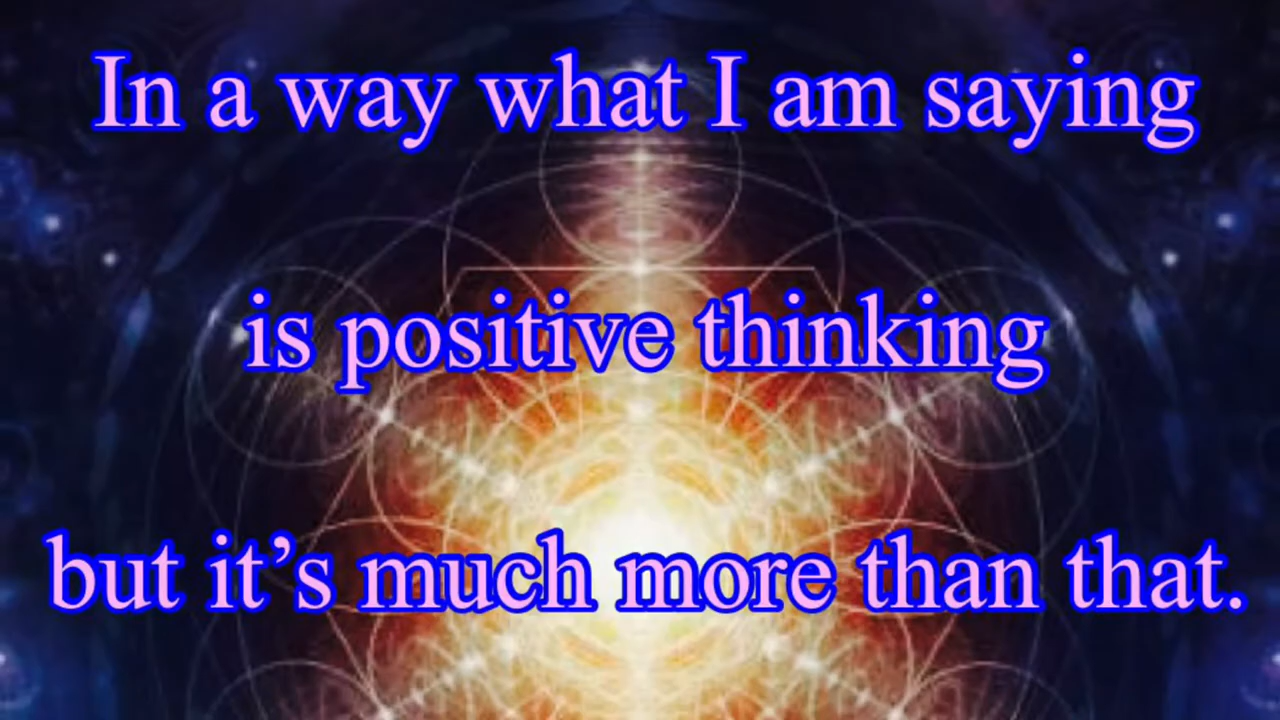 In a way what I am saying
is positive thinking
but it’s much more than that.